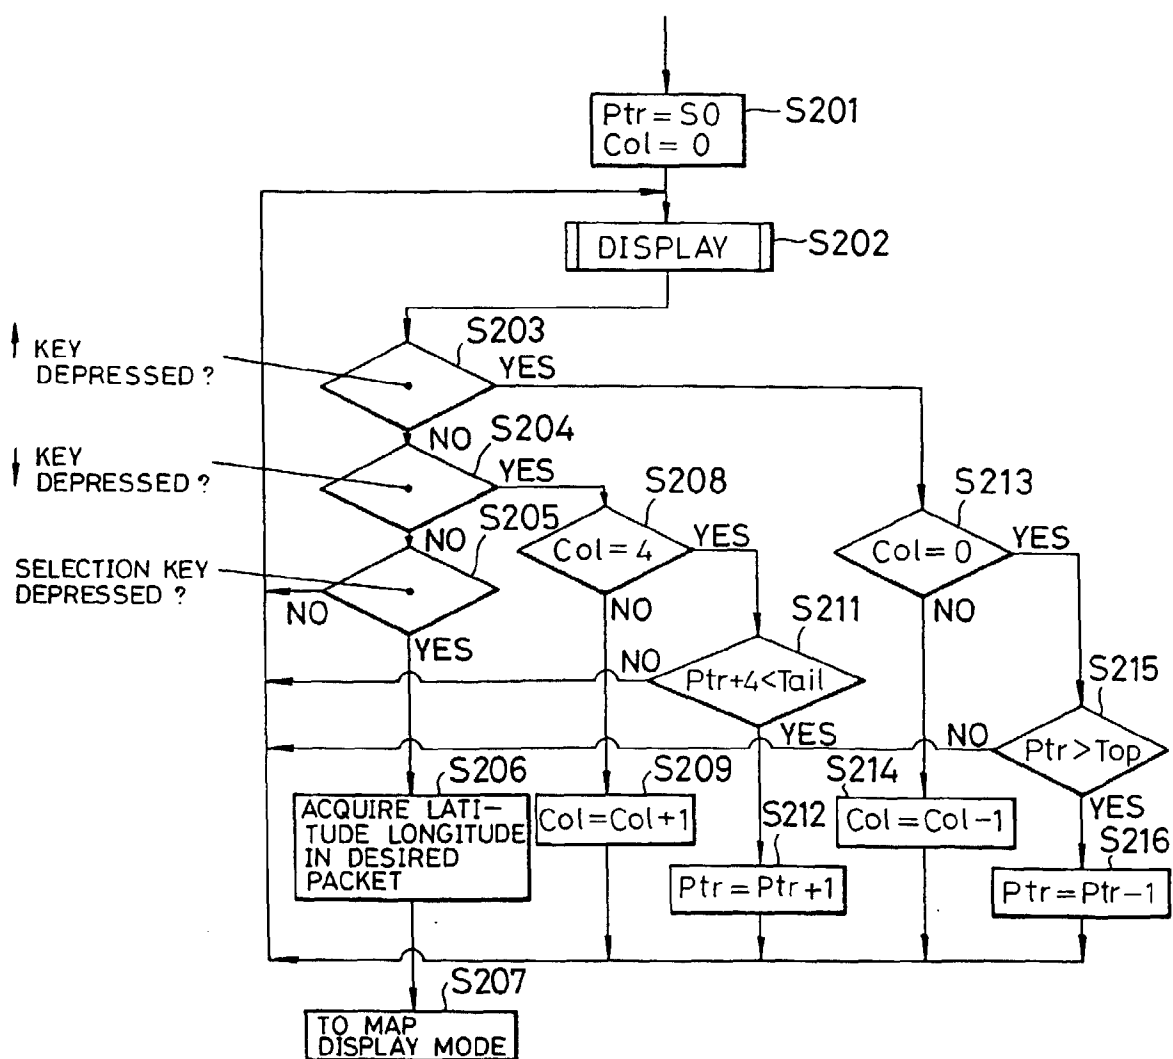 Ptr = S0
Col = 0
S201
DISPLAY
S202
↑ KEY
DEPRESSED ?
S203
YES
NO
↓ KEY
DEPRESSED ?
S204
YES
NO
SELECTION KEY
DEPRESSED ?
S205
NO
YES
S208
Col = 4
YES
NO
S213
Col = 0
YES
NO
S211
Ptr+4<Tail
NO
YES
S215
Ptr > Top
NO
YES
S206
ACQUIRE LATI-
TUDE LONGITUDE
IN DESIRED
PACKET
S209
Col = Col+1
S212
Ptr = Ptr+1
S214
Col = Col-1
S216
Ptr = Ptr-1
S207
TO MAP
DISPLAY MODE